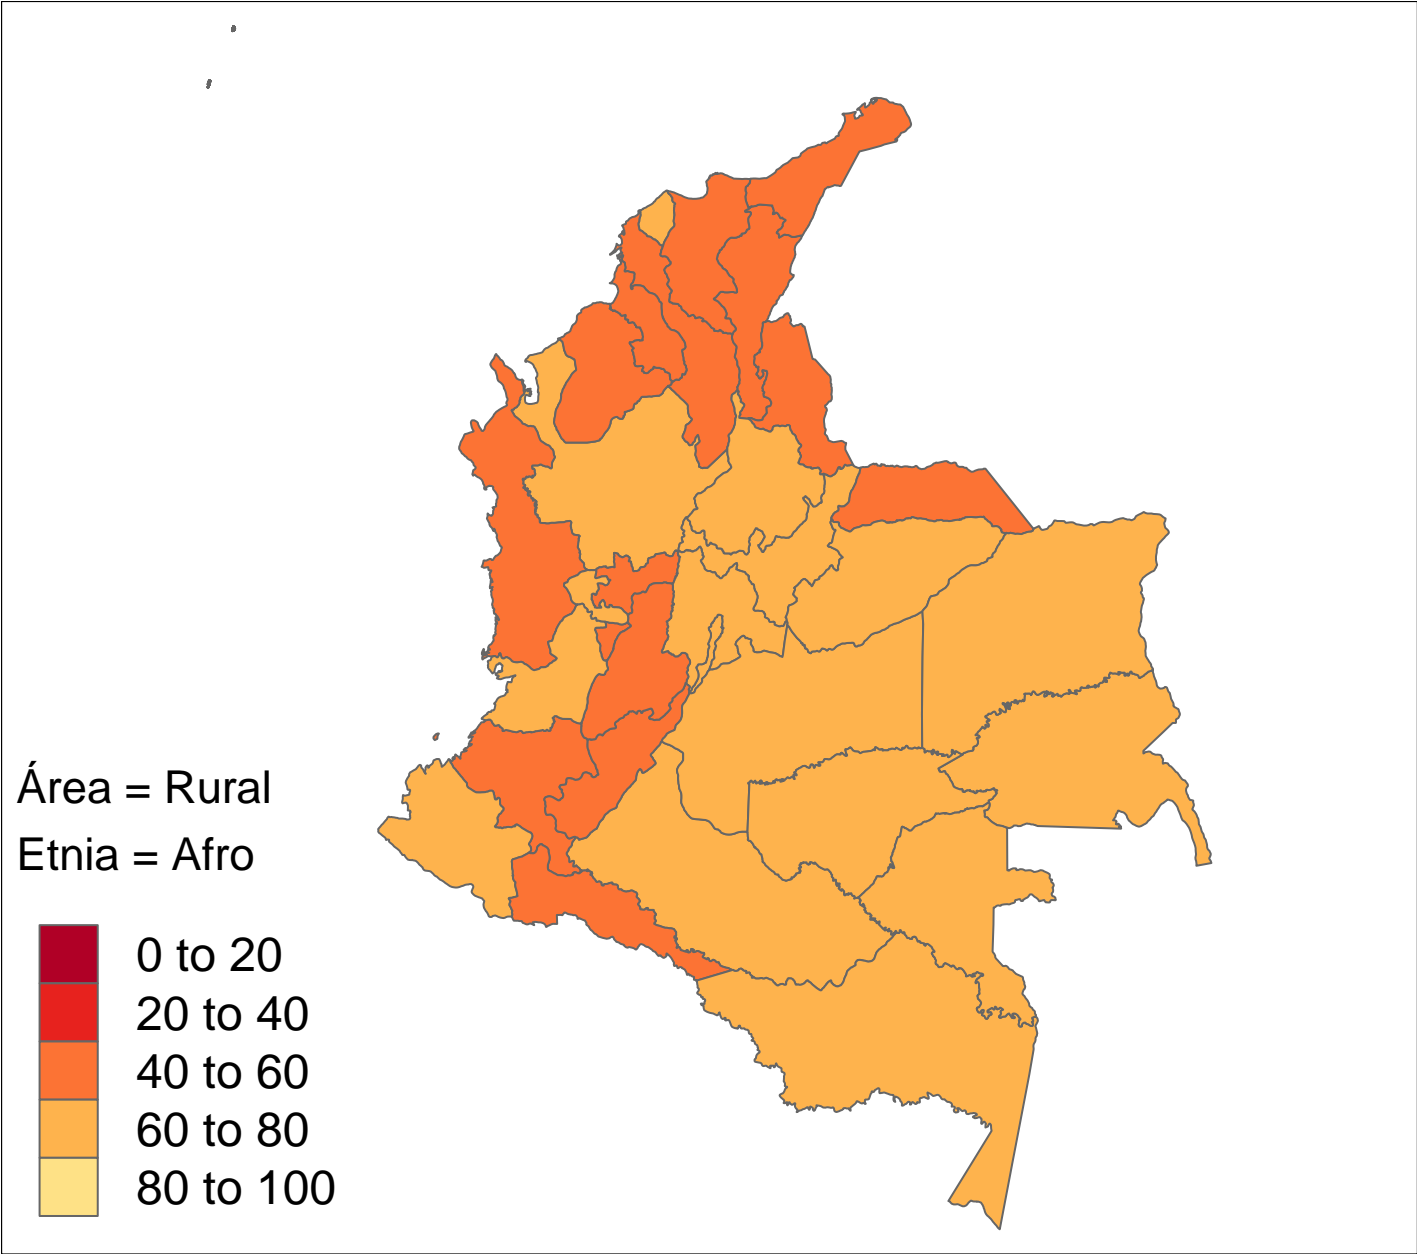 Área = Rural
Etnia = Afro
0 to 20
20 to 40
40 to 60
60 to 80
80 to 100